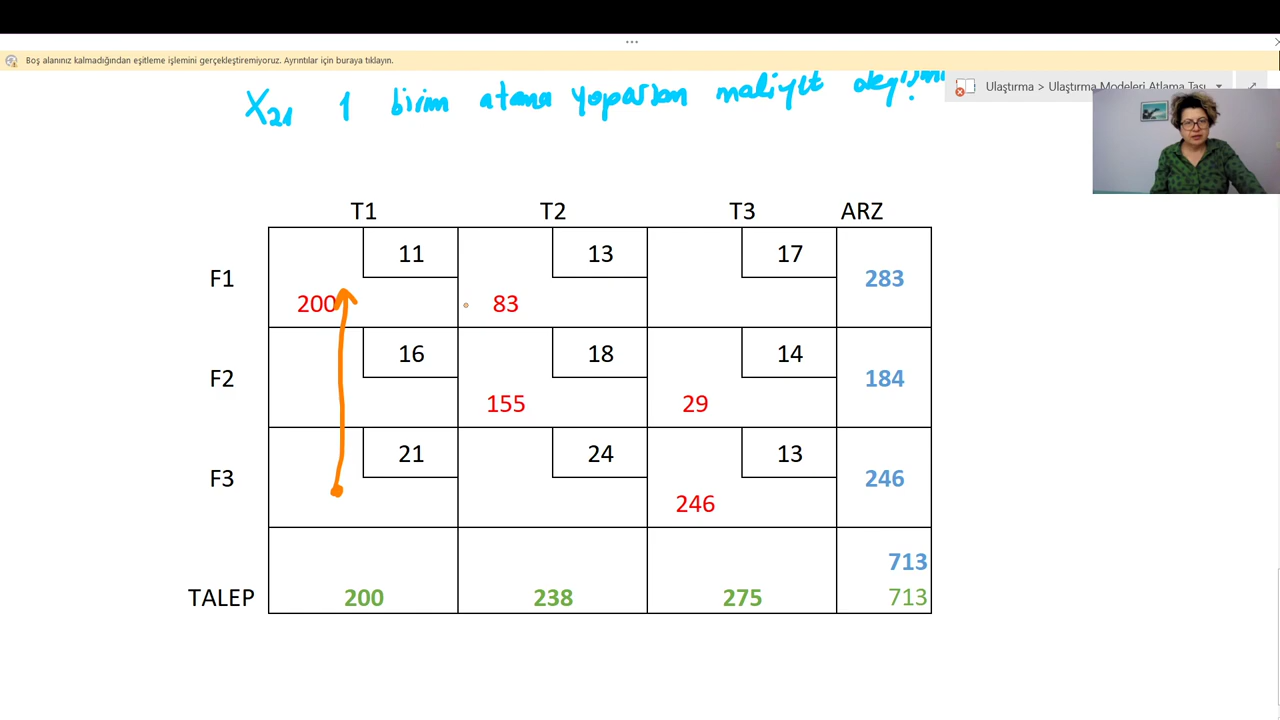 Boş alanınız kalmadığından eşitleme işlemini gerçekleştiremiyoruz. Ayrıntılar için buraya tıklayın.
Ulaştırma > Ulaştırma Modeleri Atlama Taşı
X21 1 birim atama yaparsam maliyet değişimi?
T1 T2 T3 ARZ
11 13 17
F1 283
200 83
16 18 14
F2 184
155 29
21 24 13
F3 246
246
713
TALEP 200 238 275 713